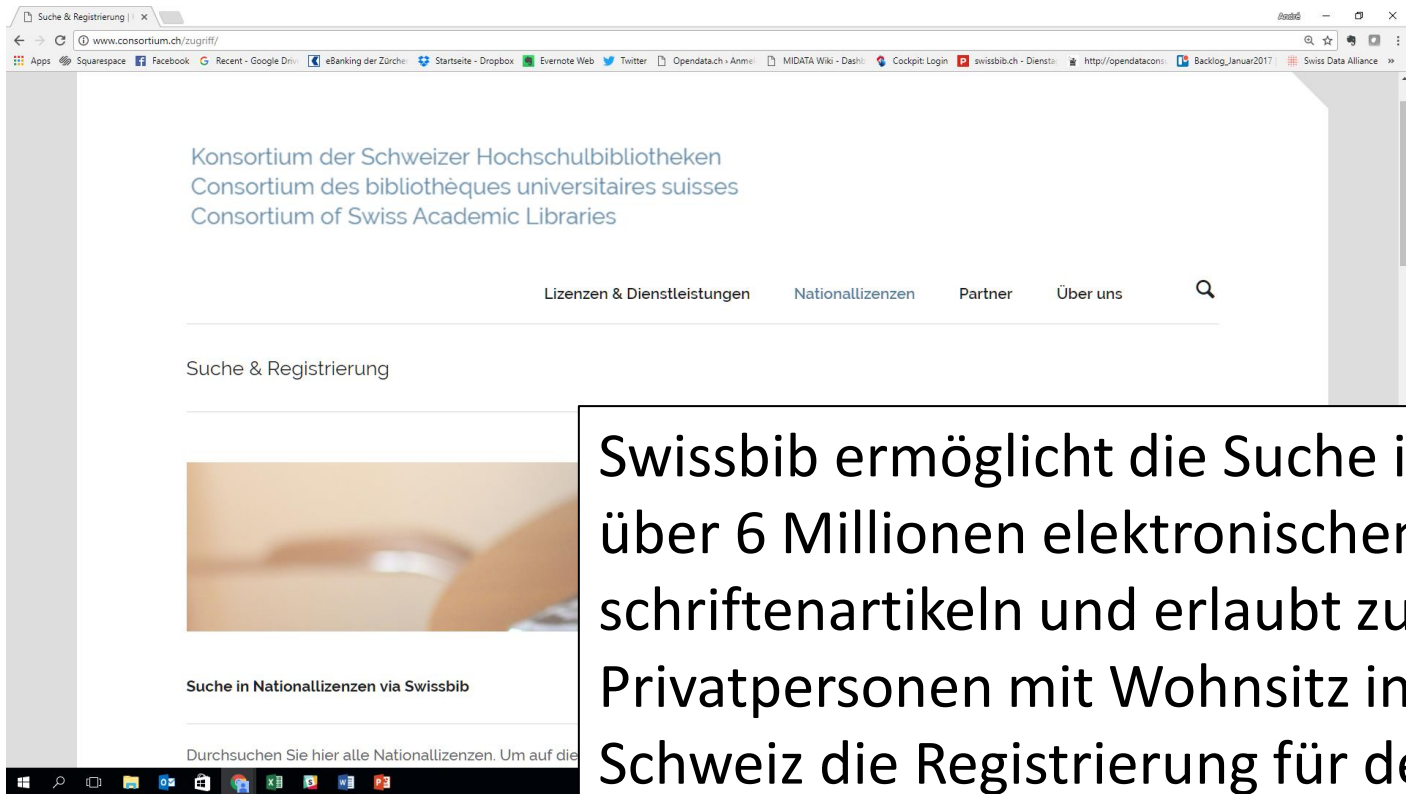 Suche & Registrierung |
André
www.consortium.ch/zugriff/
Apps Squarespace Facebook Recent - Google Driv eBanking der Zürche Startseite - Dropbox Evernote Web Twitter Opendata.ch › Anme MIDATA Wiki - Dashb Cockpit: Login swissbib.ch - Diensta http://opendatacons Backlog_Januar2017 | Swiss Data Alliance »
Konsortium der Schweizer Hochschulbibliotheken
Consortium des bibliothèques universitaires suisses
Consortium of Swiss Academic Libraries
Lizenzen & Dienstleistungen Nationallizenzen Partner Über uns
Suche & Registrierung
Swissbib ermöglicht die Suche i
über 6 Millionen elektronischen
schriftenartikeln und erlaubt zu
Privatpersonen mit Wohnsitz in
Schweiz die Registrierung für de
Suche in Nationallizenzen via Swissbib
Durchsuchen Sie hier alle Nationallizenzen. Um auf die